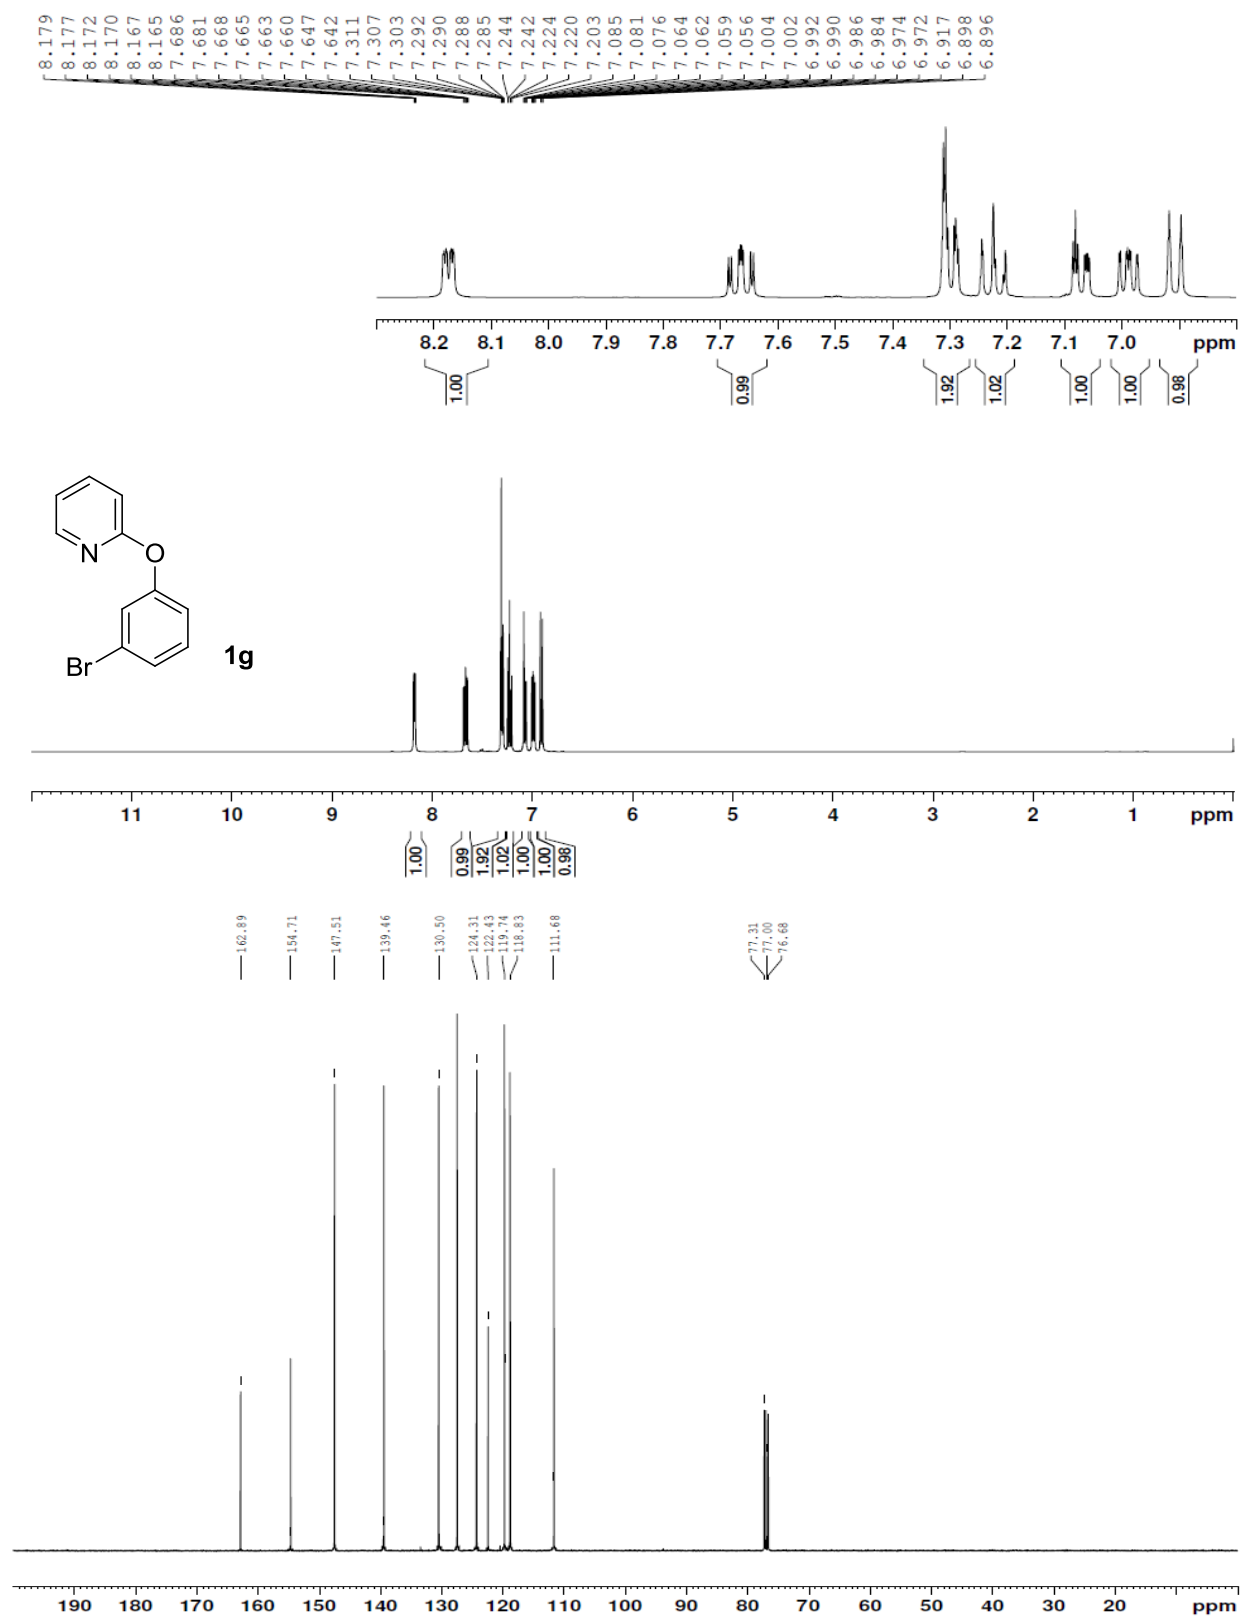 8.179 8.177 8.172 8.170 8.167 8.165 7.686 7.681 7.668 7.665 7.663 7.660 7.647 7.642 7.311 7.307 7.303 7.292 7.290 7.288 7.285 7.244 7.242 7.224 7.220 7.203 7.085 7.081 7.076 7.064 7.062 7.059 7.056 7.004 7.002 6.992 6.990 6.986 6.984 6.974 6.972 6.917 6.898 6.896
8.2 8.1 8.0 7.9 7.8 7.7 7.6 7.5 7.4 7.3 7.2 7.1 7.0 ppm
1.00 0.99 1.92 1.02 1.00 1.00 0.98
N O
Br 1g
11 10 9 8 7 6 5 4 3 2 1 ppm
1.00 0.99 1.92 1.02 1.00 1.00 0.98
162.89 154.71 147.51 139.46 130.50 124.31 122.43 119.74 118.83 111.68 77.31 77.00 76.68
190 180 170 160 150 140 130 120 110 100 90 80 70 60 50 40 30 20 ppm